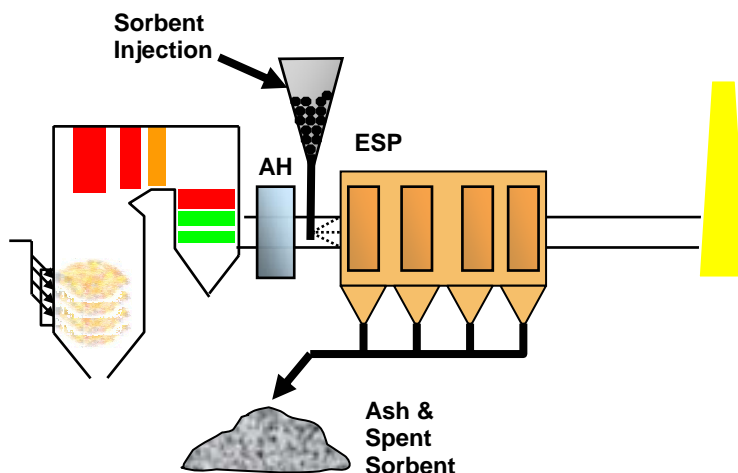 Sorbent
Injection
ESP
AH
Ash &
Spent
Sorbent